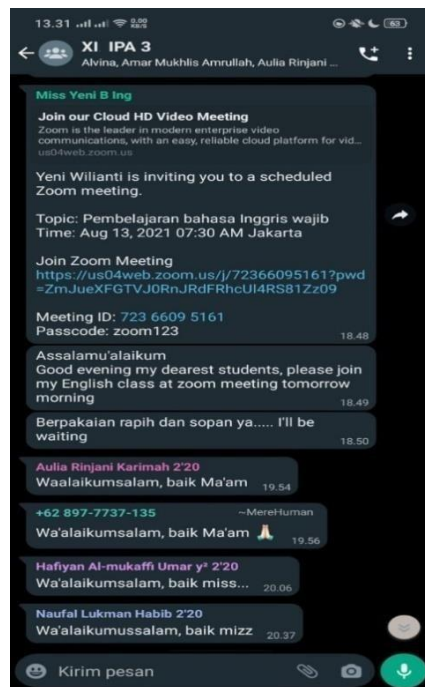 13.31
63
XI IPA 3
Alvina, Amar Mukhlis Amrullah, Aulia Rinjani ...
Miss Yeni B Ing
Join our Cloud HD Video Meeting
Zoom is the leader in modern enterprise video
communications, with an easy, reliable cloud platform for vid...
us04web.zoom.us
Yeni Wilianti is inviting you to a scheduled
Zoom meeting.
Topic: Pembelajaran bahasa Inggris wajib
Time: Aug 13, 2021 07:30 AM Jakarta
Join Zoom Meeting
https://us04web.zoom.us/j/72366095161?pwd
=ZmJueXFGTVJ0RnJRdFRhcUl4RS81Zz09
Meeting ID: 723 6609 5161
Passcode: zoom123
18.48
Assalamu'alaikum
Good evening my dearest students, please join
my English class at zoom meeting tomorrow
morning
18.49
Berpakaian rapih dan sopan ya..... I'll be
waiting
18.50
Aulia Rinjani Karimah 2'20
Waalaikumsalam, baik Ma'am 19.54
+62 897-7737-135 ~MereHuman
Wa'alaikumsalam, baik Ma'am 🙏🏻 19.56
Hafiyan Al-mukaffi Umar y² 2'20
Wa'alaikumsalam, baik miss... 20.06
Naufal Lukman Habib 2'20
Wa'alaikumussalam, baik mizz 20.37
Kirim pesan